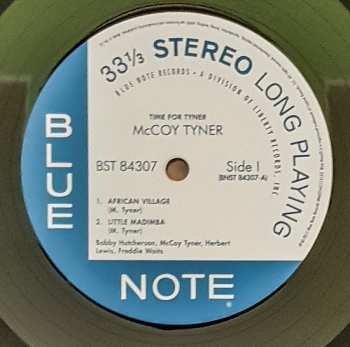 33⅓ STEREO LONG PLAYING
BLUE NOTE RECORDS • A DIVISION OF LIBERTY RECORDS, INC.
TIME FOR TYNER
McCOY TYNER
BST 84307
Side I
(BNST 84307-A)
1. AFRICAN VILLAGE
(M. Tyner)
2. LITTLE MADIMBA
(M. Tyner)
Bobby Hutcherson, McCoy Tyner, Herbert
Lewis, Freddie Waits
BLUE
NOTE®